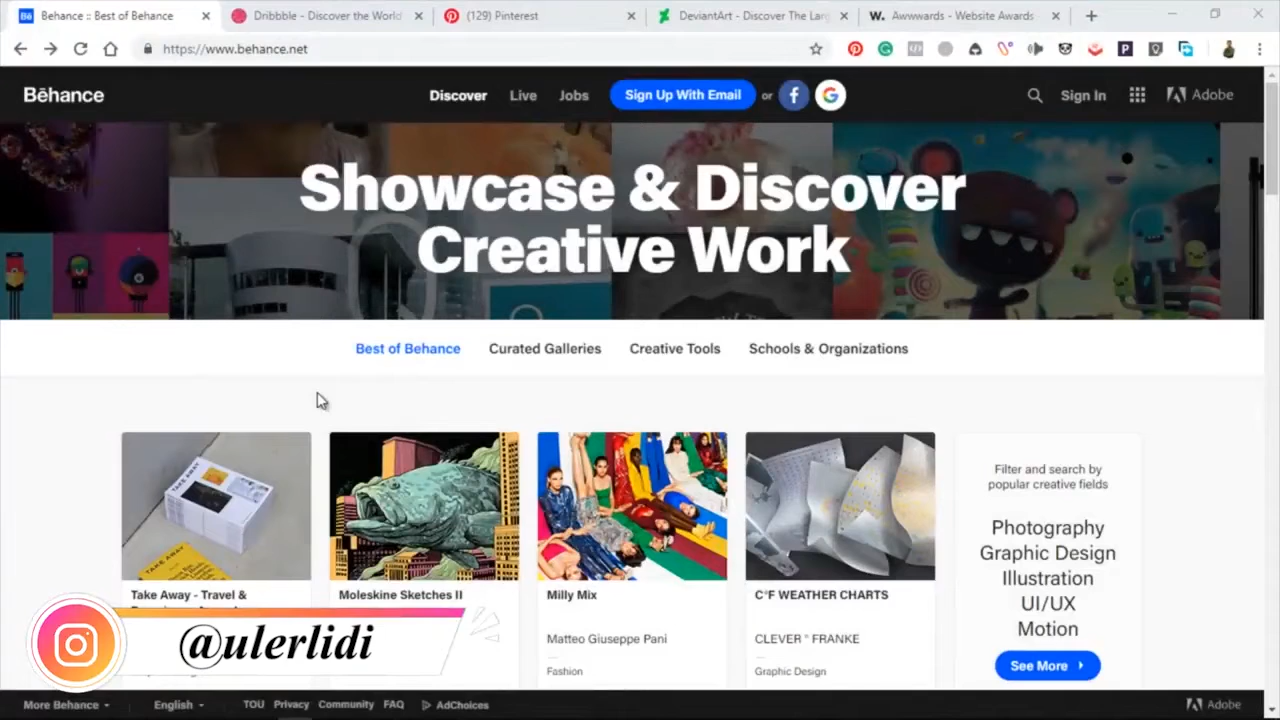 Behance :: Best of Behance
Dribbble - Discover the World
(129) Pinterest
DeviantArt - Discover The Lar
Awwwards - Website Awards
https://www.behance.net
Bēhance
Discover
Live
Jobs
Sign Up With Email
or
Sign In
Adobe
Showcase & Discover
Creative Work
Best of Behance
Curated Galleries
Creative Tools
Schools & Organizations
Take Away - Travel &
Moleskine Sketches II
Milly Mix
Matteo Giuseppe Pani
Fashion
C°F WEATHER CHARTS
CLEVER ° FRANKE
Graphic Design
Filter and search by
popular creative fields
Photography
Graphic Design
Illustration
UI/UX
Motion
See More
@ulerlidi
More Behance
English
TOU
Privacy
Community
FAQ
AdChoices
Adobe